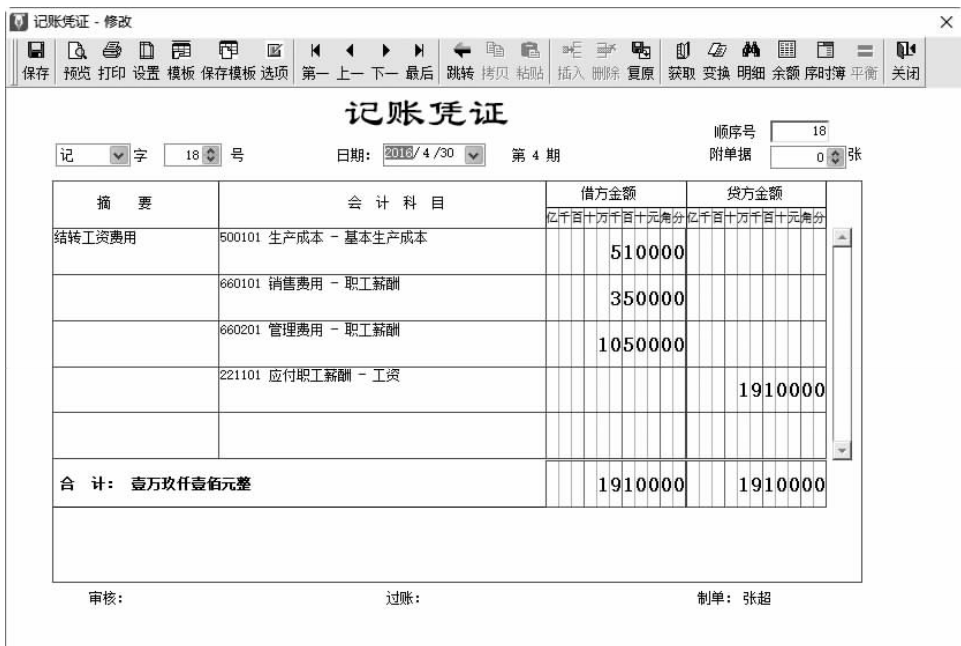 记账凭证 - 修改
保存 预览 打印 设置 模板 保存模板 选项 第一 上一 下一 最后 跳转 拷贝 粘贴 插入 删除 复原 获取 变换 明细 余额 序时簿 平衡 关闭
记账凭证
顺序号 18
记 字 18 号 日期: 2016/ 4 /30 第 4 期 附单据 0 张
摘 要 会 计 科 目 借方金额 贷方金额
亿千百十万千百十元角分 亿千百十万千百十元角分
结转工资费用 500101 生产成本 - 基本生产成本 510000
660101 销售费用 - 职工薪酬 350000
660201 管理费用 - 职工薪酬 1050000
221101 应付职工薪酬 - 工资 1910000
合 计: 壹万玖仟壹佰元整 1910000 1910000
审核: 过账: 制单: 张超